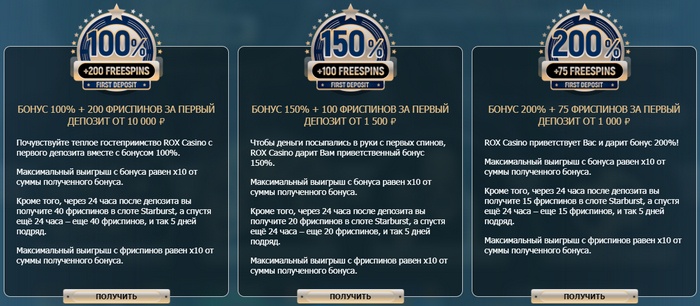 100%
+200 FREESPINS
FIRST DEPOSIT
БОНУС 100% + 200 ФРИСПИНОВ ЗА ПЕРВЫЙ
ДЕПОЗИТ ОТ 10 000 ₽
Почувствуйте теплое гостеприимство ROX Casino с
первого депозита вместе с бонусом 100%.
Максимальный выигрыш с бонуса равен x10 от
суммы полученного бонуса.
Кроме того, через 24 часа после депозита вы
получите 40 фриспинов в слоте Starburst, а спустя
ещё 24 часа – еще 40 фриспинов, и так 5 дней
подряд.
Максимальный выигрыш с фриспинов равен x10 от
суммы полученного бонуса.
ПОЛУЧИТЬ
150%
+100 FREESPINS
FIRST DEPOSIT
БОНУС 150% + 100 ФРИСПИНОВ ЗА ПЕРВЫЙ
ДЕПОЗИТ ОТ 1 500 ₽
Чтобы деньги посыпались в руки с первых спинов,
ROX Casino дарит Вам приветственный бонус
150%.
Максимальный выигрыш с бонуса равен x10 от
суммы полученного бонуса.
Кроме того, через 24 часа после депозита вы
получите 20 фриспинов в слоте Starburst, а спустя
ещё 24 часа – еще 20 фриспинов, и так 5 дней
подряд.
Максимальный выигрыш с фриспинов равен x10 от
суммы полученного бонуса.
ПОЛУЧИТЬ
200%
+75 FREESPINS
FIRST DEPOSIT
БОНУС 200% + 75 ФРИСПИНОВ ЗА ПЕРВЫЙ
ДЕПОЗИТ ОТ 1 000 ₽
ROX Casino приветствует Вас и дарит бонус 200%!
Максимальный выигрыш с бонуса равен x10 от
суммы полученного бонуса.
Кроме того, через 24 часа после депозита вы
получите 15 фриспинов в слоте Starburst, а спустя
ещё 24 часа – еще 15 фриспинов, и так 5 дней
подряд.
Максимальный выигрыш с фриспинов равен x10 от
суммы полученного бонуса.
ПОЛУЧИТЬ